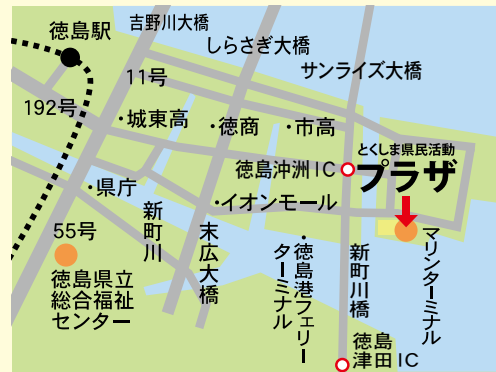 吉野川大橋
徳島駅
しらさぎ大橋
サンライズ大橋
11号
192号
・城東高
・徳商
・市高
とくしま県民活動
プラザ
徳島沖洲IC
・県庁
・イオンモール
新町川
末広大橋
55号
徳島県立
総合福祉
センター
・徳島港フェリー
ターミナル
新町川橋
マリンターミナル
徳島
津田IC